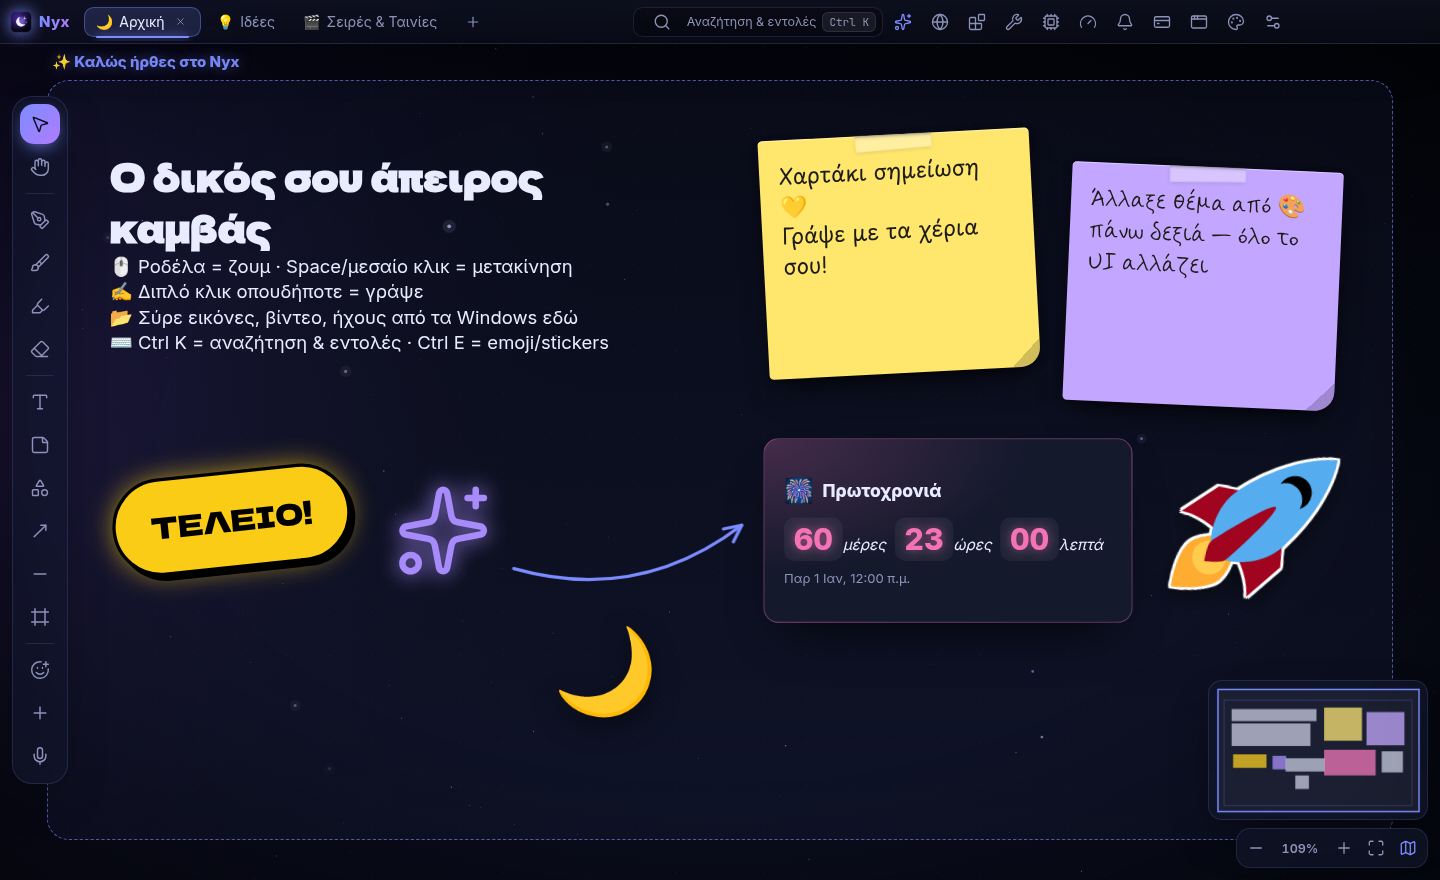 Nyx
🌙 Αρχική
💡 Ιδέες
🎬 Σειρές & Ταινίες
Αναζήτηση & εντολές Ctrl K
✨ Καλώς ήρθες στο Nyx
Ο δικός σου άπειρος
καμβάς
🖱️ Ροδέλα = ζουμ · Space/μεσαίο κλικ = μετακίνηση
✍️ Διπλό κλικ οπουδήποτε = γράψε
📂 Σύρε εικόνες, βίντεο, ήχους από τα Windows εδώ
⌨️ Ctrl K = αναζήτηση & εντολές · Ctrl E = emoji/stickers
Χαρτάκι σημείωση
💛
Γράψε με τα χέρια
σου!
Άλλαξε θέμα από 🎨
πάνω δεξιά — όλο το
UI αλλάζει
ΤΕΛΕΙΟ!
🎆 Πρωτοχρονιά
60 μέρες 23 ώρες 00 λεπτά
Παρ 1 Ιαν, 12:00 π.μ.
109%